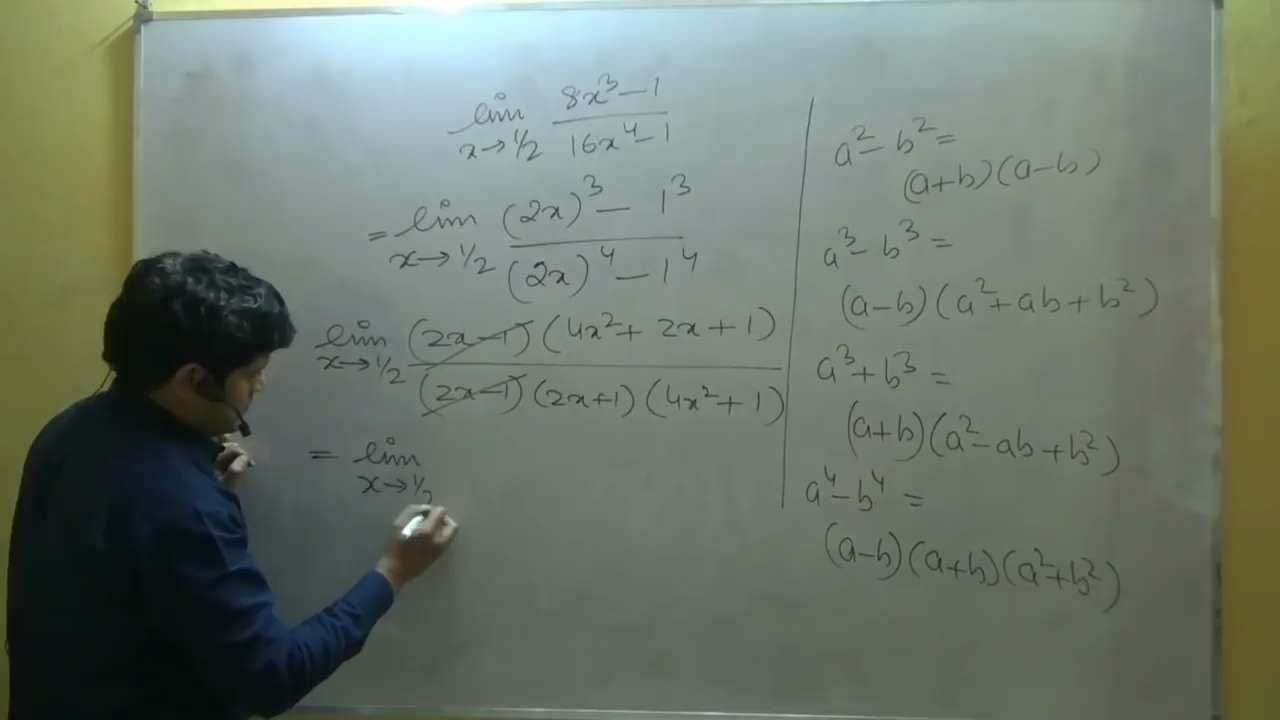 lim 8x³-1
x→1/2 16x⁴-1
= lim (2x)³ - 1³
x→1/2 (2x)⁴ - 1⁴
lim (2x-1)(4x²+ 2x + 1)
x→1/2 (2x-1)(2x+1)(4x²+ 1)
= lim
x→1/2
a²- b² =
(a+b)(a-b)
a³- b³ =
(a-b)(a²+ab+b²)
a³+b³ =
(a+b)(a²-ab+b²)
a⁴-b⁴ =
(a-b)(a+b)(a²+b²)